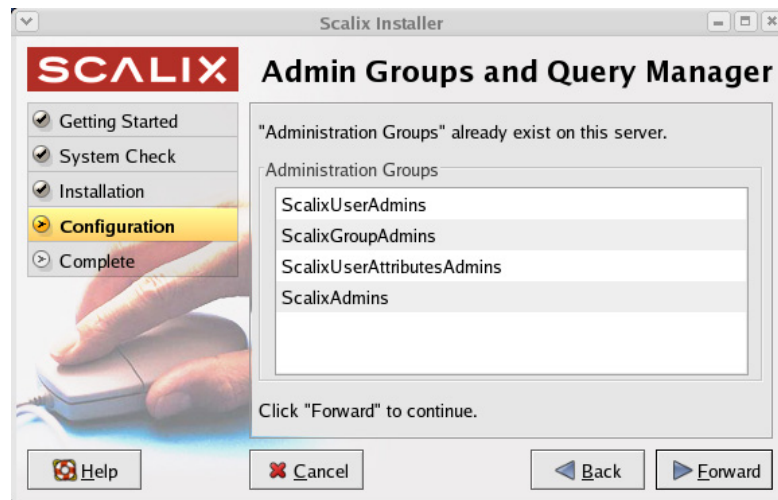 Scalix Installer
SCALIX
Admin Groups and Query Manager
Getting Started
System Check
Installation
Configuration
Complete
"Administration Groups" already exist on this server.
Administration Groups
ScalixUserAdmins
ScalixGroupAdmins
ScalixUserAttributesAdmins
ScalixAdmins
Click "Forward" to continue.
Help
Cancel
Back
Forward